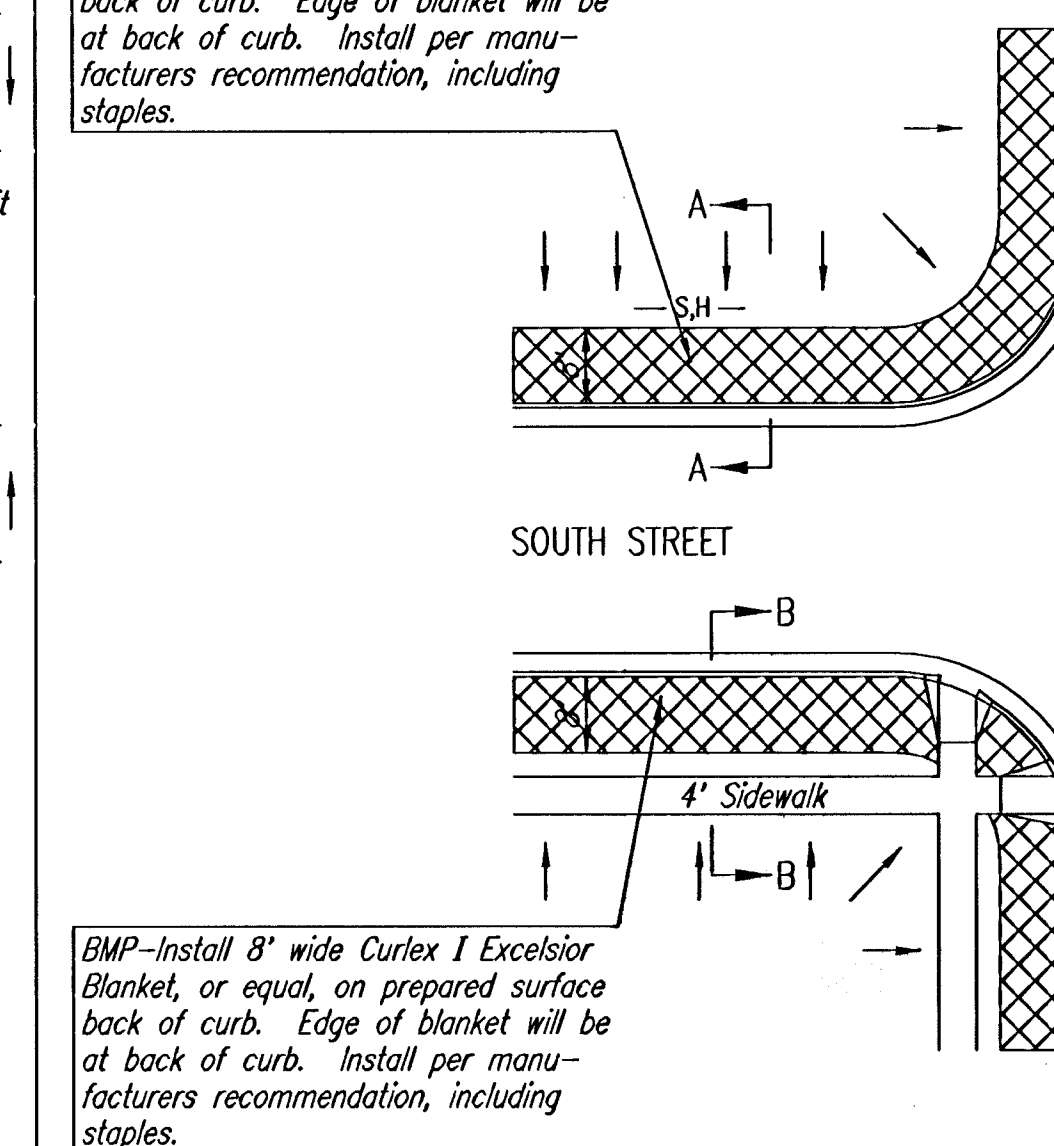 back of curb. Edge of blanket will be
at back of curb. Install per manu-
facturers recommendation, including
staples.
A
S,H
8'
A
SOUTH STREET
B
8'
4' Sidewalk
B
BMP-Install 8' wide Curlex I Excelsior
Blanket, or equal, on prepared surface
back of curb. Edge of blanket will be
at back of curb. Install per manu-
facturers recommendation, including
staples.